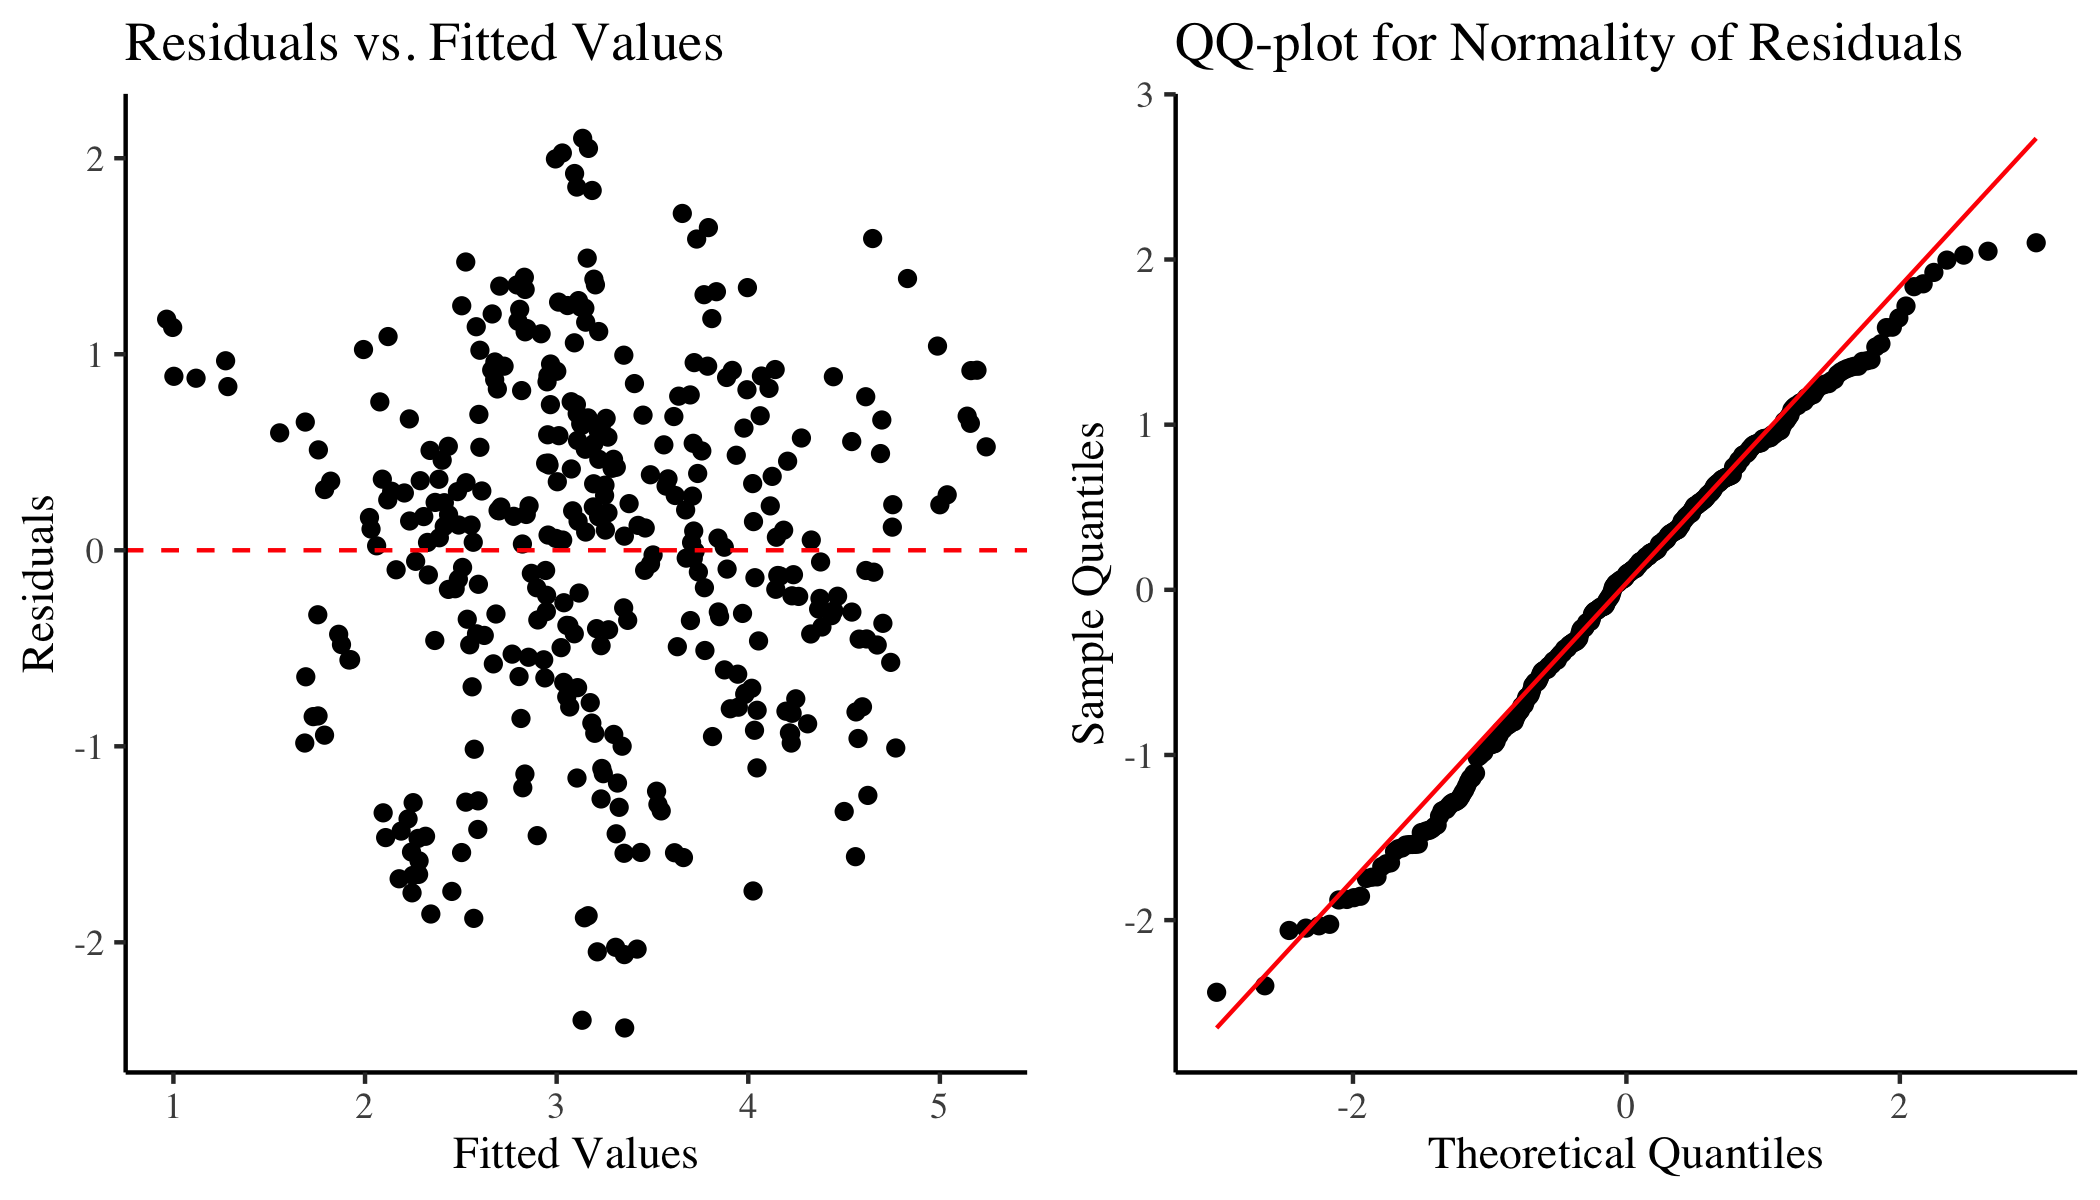 Residuals vs. Fitted Values
Residuals
2
1
0
-1
-2
1 2 3 4 5
Fitted Values
QQ-plot for Normality of Residuals
Sample Quantiles
3
2
1
0
-1
-2
-2 0 2
Theoretical Quantiles